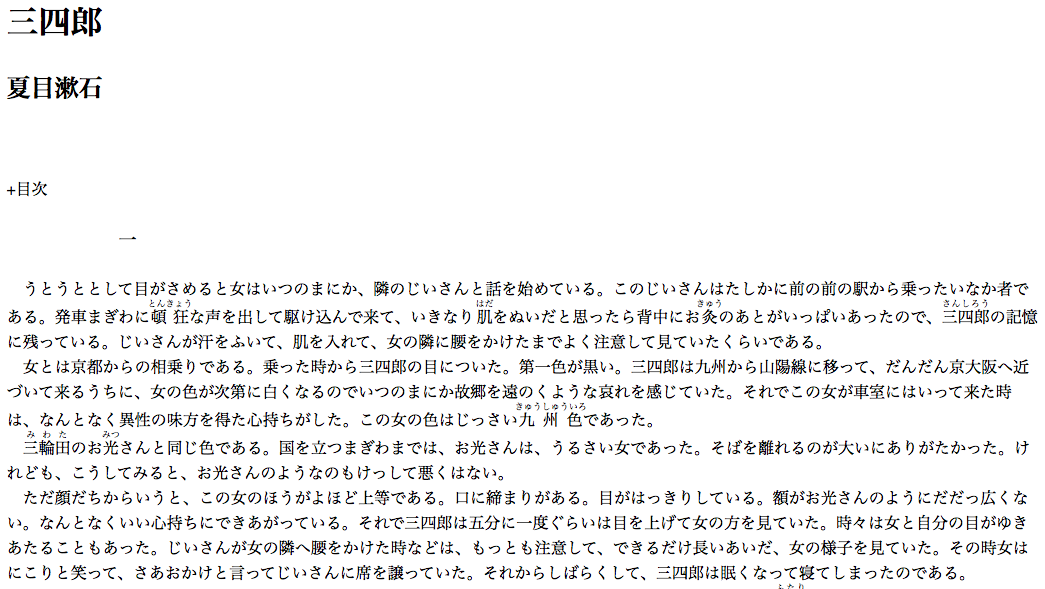 三四郎
夏目漱石
+目次
一
うとうととして目がさめると女はいつのまにか、隣のじいさんと話を始めている。このじいさんはたしかに前の前の駅から乗ったいなか者で
とんきょう はだ きゅう さんしろう
ある。発車まぎわに頓狂な声を出して駆け込んで来て、いきなり肌をぬいだと思ったら背中にお灸のあとがいっぱいあったので、三四郎の記憶
に残っている。じいさんが汗をふいて、肌を入れて、女の隣に腰をかけたまでよく注意して見ていたくらいである。
女とは京都からの相乗りである。乗った時から三四郎の目についた。第一色が黒い。三四郎は九州から山陽線に移って、だんだん京大阪へ近
づいて来るうちに、女の色が次第に白くなるのでいつのまにか故郷を遠のくような哀れを感じていた。それでこの女が車室にはいって来た時
きゅうしゅういろ
は、なんとなく異性の味方を得た心持ちがした。この女の色はじっさい九州色であった。
みわた みつ
三輪田のお光さんと同じ色である。国を立つまぎわまでは、お光さんは、うるさい女であった。そばを離れるのが大いにありがたかった。け
れども、こうしてみると、お光さんのようなのもけっして悪くはない。
ただ顔だちからいうと、この女のほうがよほど上等である。口に締まりがある。目がはっきりしている。額がお光さんのようにだだっ広くな
い。なんとなくいい心持ちにできあがっている。それで三四郎は五分に一度ぐらいは目を上げて女の方を見ていた。時々は女と自分の目がゆき
あたることもあった。じいさんが女の隣へ腰をかけた時などは、もっとも注意して、できるだけ長いあいだ、女の様子を見ていた。その時女は
にこりと笑って、さあおかけと言ってじいさんに席を譲っていた。それからしばらくして、三四郎は眠くなって寝てしまったのである。
ふたり